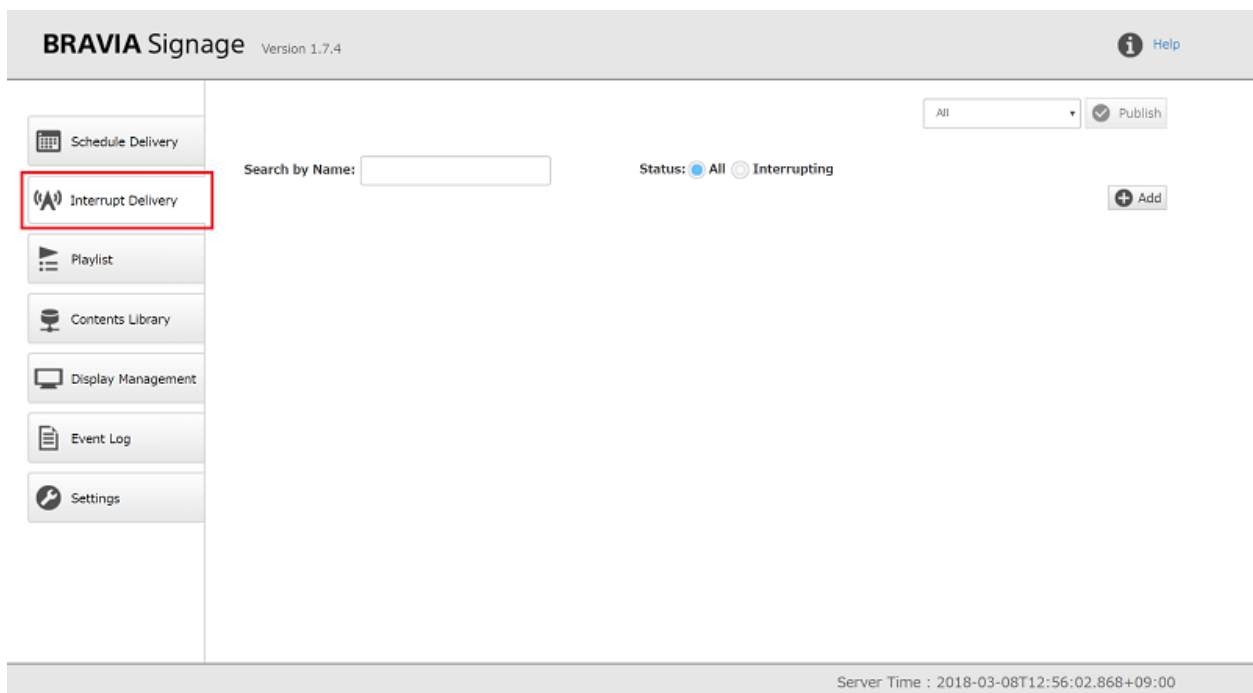 BRAVIA Signage Version 1.7.4
Help
All
Publish
Schedule Delivery
Search by Name:
Status: All Interrupting
Interrupt Delivery
Add
Playlist
Contents Library
Display Management
Event Log
Settings
Server Time : 2018-03-08T12:56:02.868+09:00